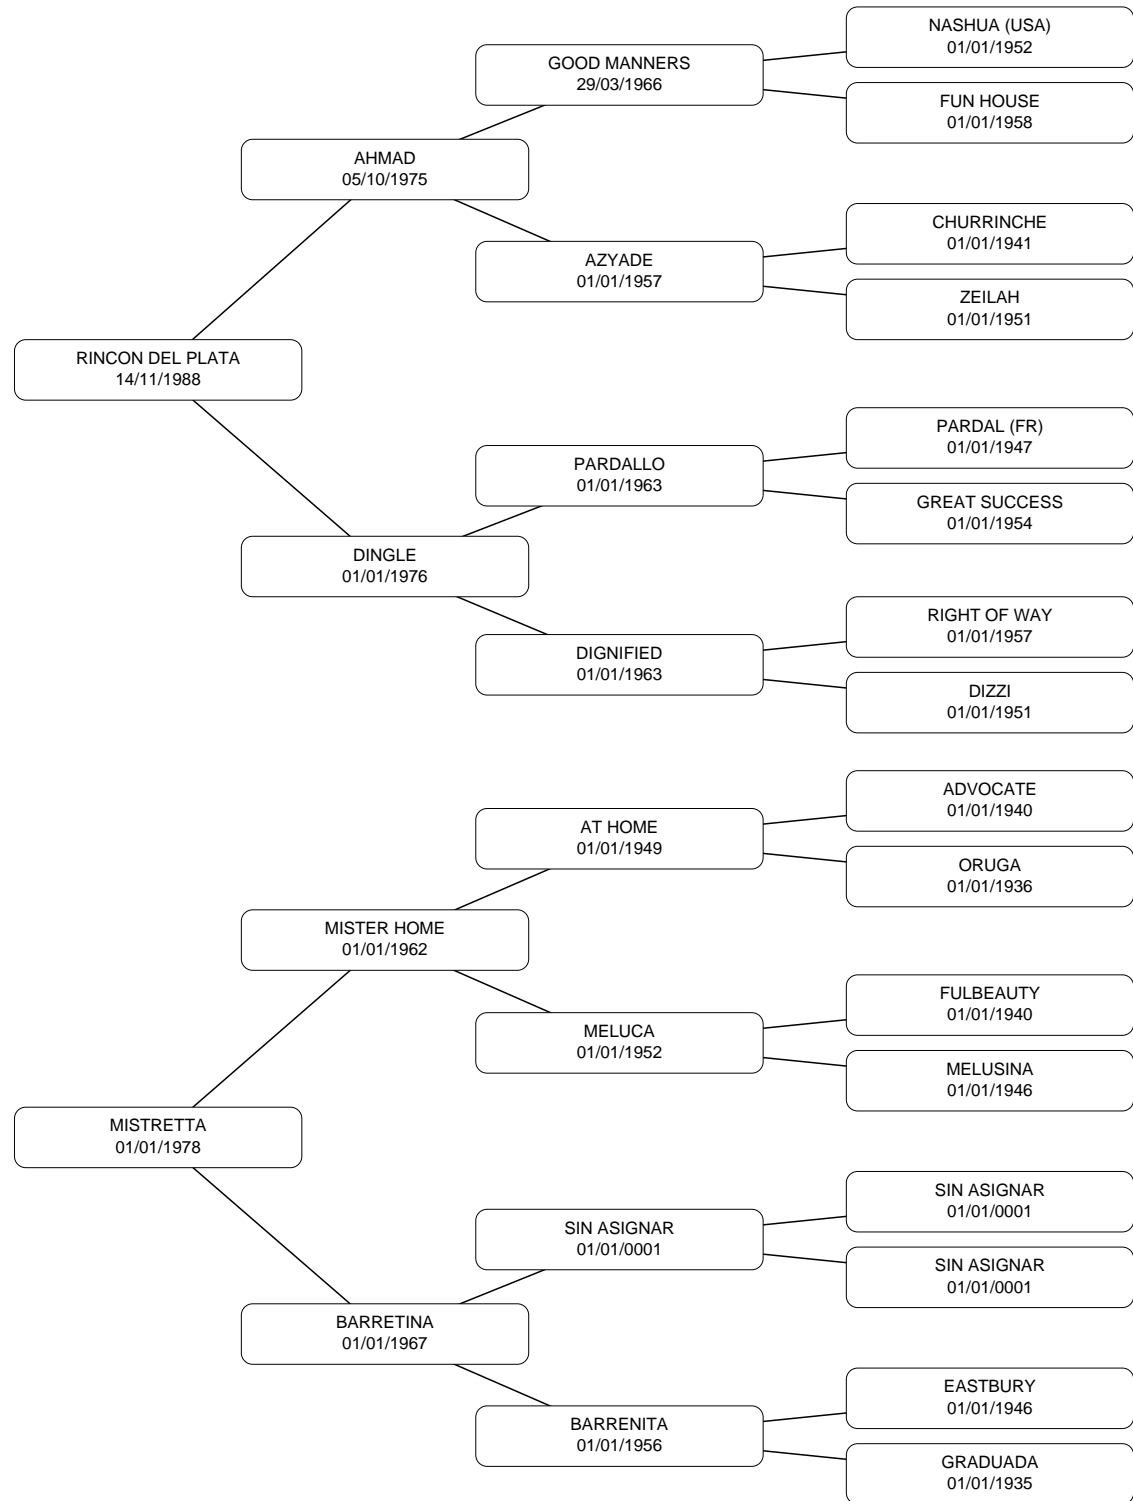 NASHUA (USA)
01/01/1952
GOOD MANNERS
29/03/1966
FUN HOUSE
01/01/1958
AHMAD
05/10/1975
CHURRINCHE
01/01/1941
AZYADE
01/01/1957
ZEILAH
01/01/1951
RINCON DEL PLATA
14/11/1988
PARDAL (FR)
01/01/1947
PARDALLO
01/01/1963
GREAT SUCCESS
01/01/1954
DINGLE
01/01/1976
RIGHT OF WAY
01/01/1957
DIGNIFIED
01/01/1963
DIZZI
01/01/1951
ADVOCATE
01/01/1940
AT HOME
01/01/1949
ORUGA
01/01/1936
MISTER HOME
01/01/1962
FULBEAUTY
01/01/1940
MELUCA
01/01/1952
MELUSINA
01/01/1946
MISTRETTA
01/01/1978
SIN ASIGNAR
01/01/0001
SIN ASIGNAR
01/01/0001
SIN ASIGNAR
01/01/0001
BARRETINA
01/01/1967
EASTBURY
01/01/1946
BARRENITA
01/01/1956
GRADUADA
01/01/1935